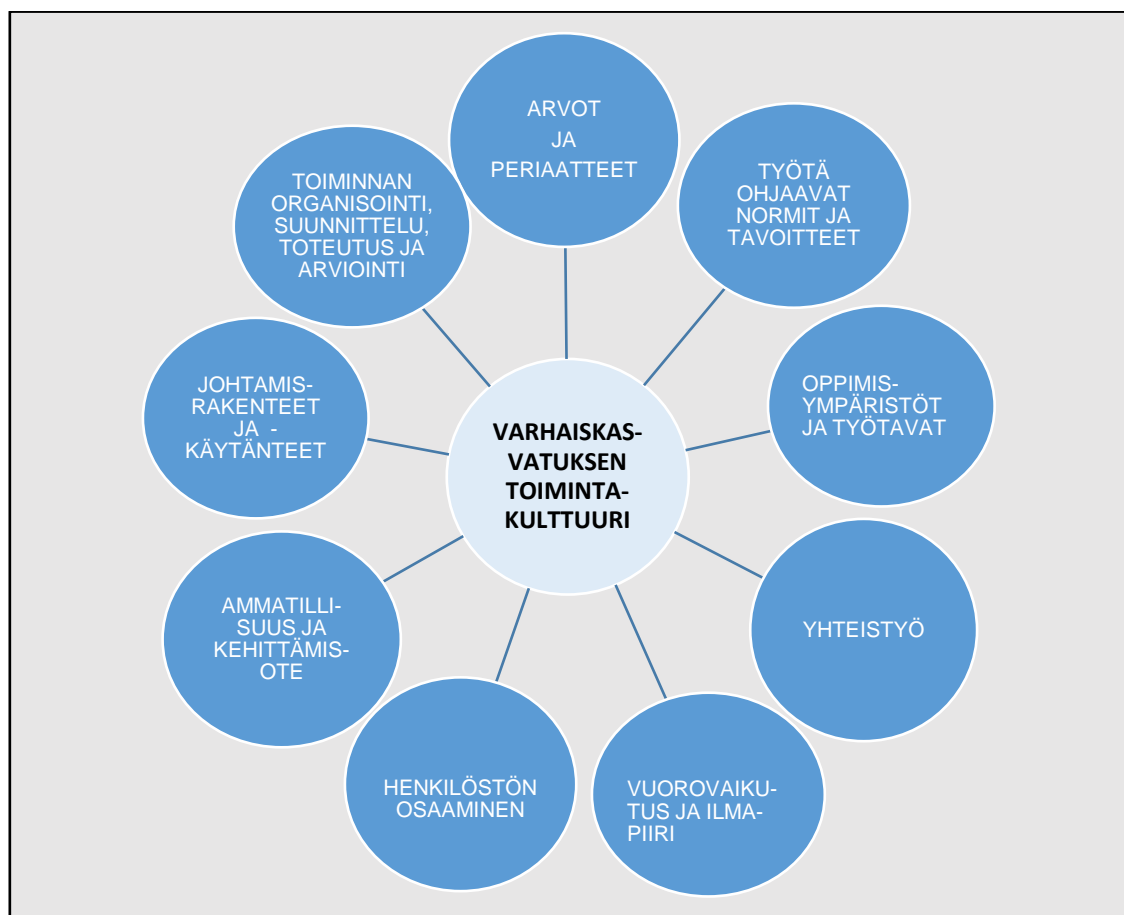 ARVOT
JA
PERIAATTEET
TYÖTÄ
OHJAAVAT
NORMIT JA
TAVOITTEET
OPPIMIS-
YMPÄRISTÖT
JA TYÖTAVAT
YHTEISTYÖ
VUOROVAIKU-
TUS JA ILMA-
PIIRI
HENKILÖSTÖN
OSAAMINEN
AMMATILLI-
SUUS JA
KEHITTÄMIS-
OTE
JOHTAMIS-
RAKENTEET
JA -
KÄYTÄNTEET
TOIMINNAN
ORGANISOINTI,
SUUNNITTELU,
TOTEUTUS JA
ARVIOINTI
VARHAISKAS-
VATUKSEN
TOIMINTA-
KULTTUURI